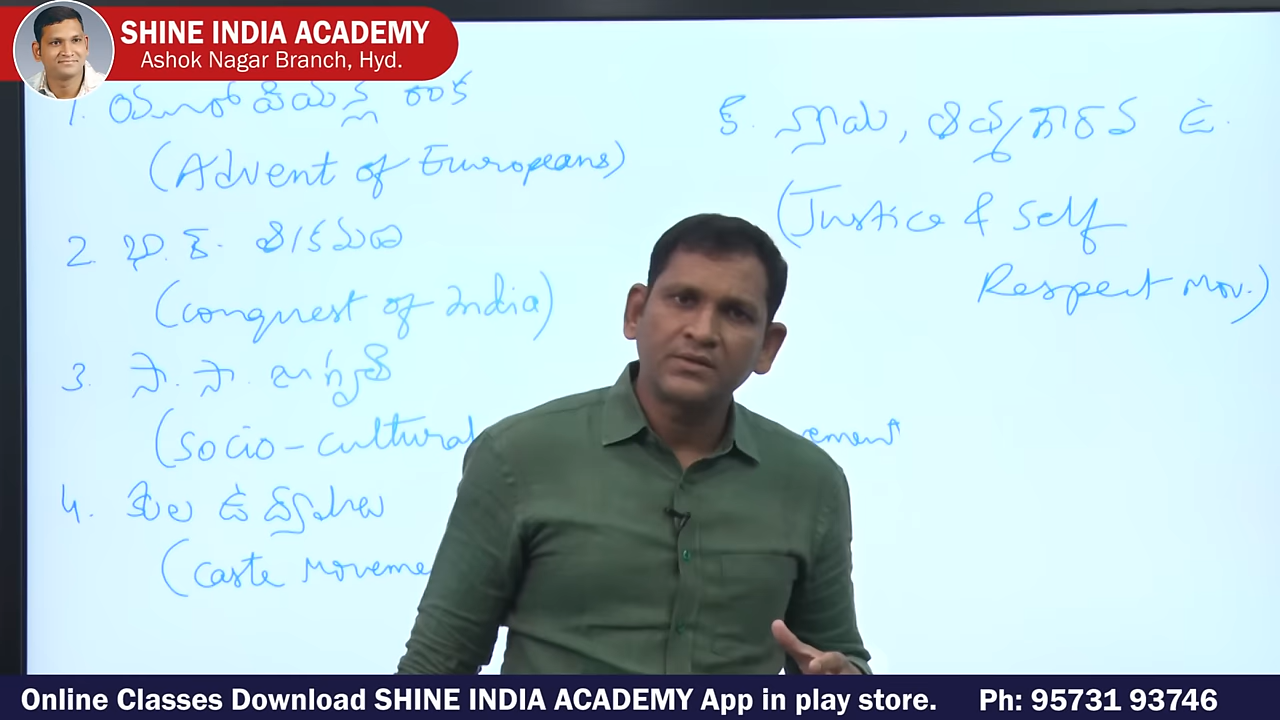 SHINE INDIA ACADEMY
Ashok Nagar Branch, Hyd.
1. యూరోపియన్ల రాక
(Advent of Europeans)
2. భా. దే. ఆక్రమణ
(Conquest of India)
3. సా. సా. జాగృతి
(Socio-cultural
ement
4. కుల ఉద్యమాలు
(Caste Moveme
5. న్యాయ, ఆత్మగౌరవ ఉ.
(Justice & Self
Respect Mov.)
Online Classes Download SHINE INDIA ACADEMY App in play store. Ph: 95731 93746